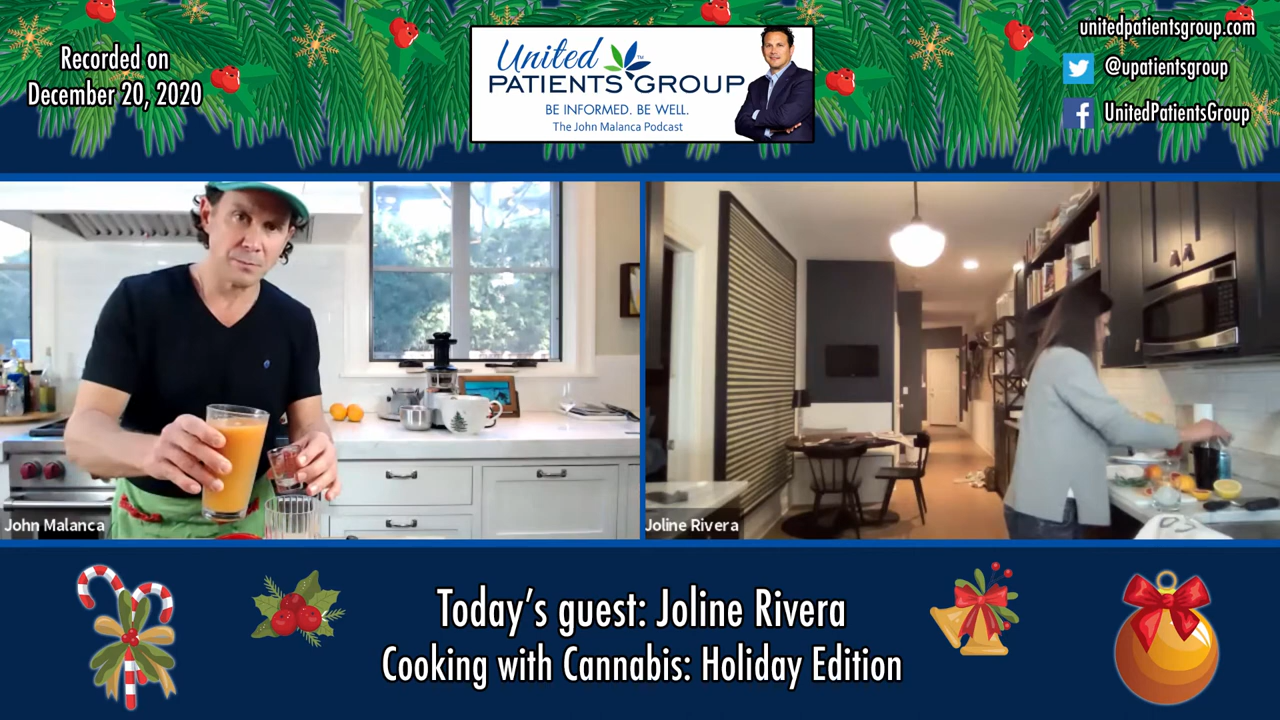 Recorded on
December 20, 2020
United
PATIENTS GROUP
BE INFORMED. BE WELL.
The John Malanca Podcast
unitedpatientsgroup.com
@upatientsgroup
UnitedPatientsGroup
John Malanca
Joline Rivera
Today's guest: Joline Rivera
Cooking with Cannabis: Holiday Edition